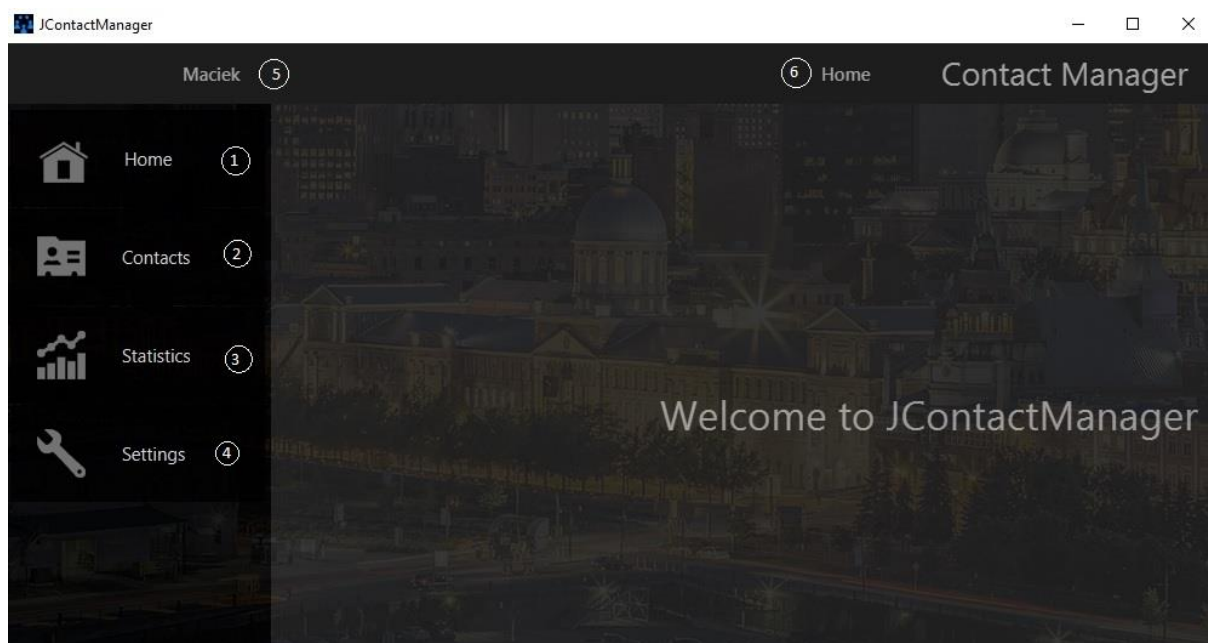 JContactManager
Maciek 5 6 Home Contact Manager
Home 1
Contacts 2
Statistics 3
Settings 4
Welcome to JContactManager